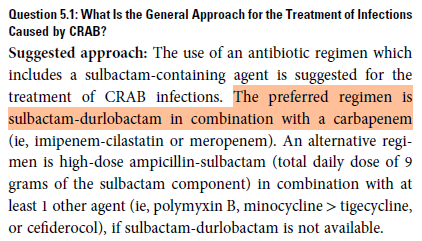 Question 5.1: What Is the General Approach for the Treatment of Infections
Caused by CRAB?
Suggested approach: The use of an antibiotic regimen which
includes a sulbactam-containing agent is suggested for the
treatment of CRAB infections. The preferred regimen is
sulbactam-durlobactam in combination with a carbapenem
(ie, imipenem-cilastatin or meropenem). An alternative regi-
men is high-dose ampicillin-sulbactam (total daily dose of 9
grams of the sulbactam component) in combination with at
least 1 other agent (ie, polymyxin B, minocycline > tigecycline,
or cefiderocol), if sulbactam-durlobactam is not available.